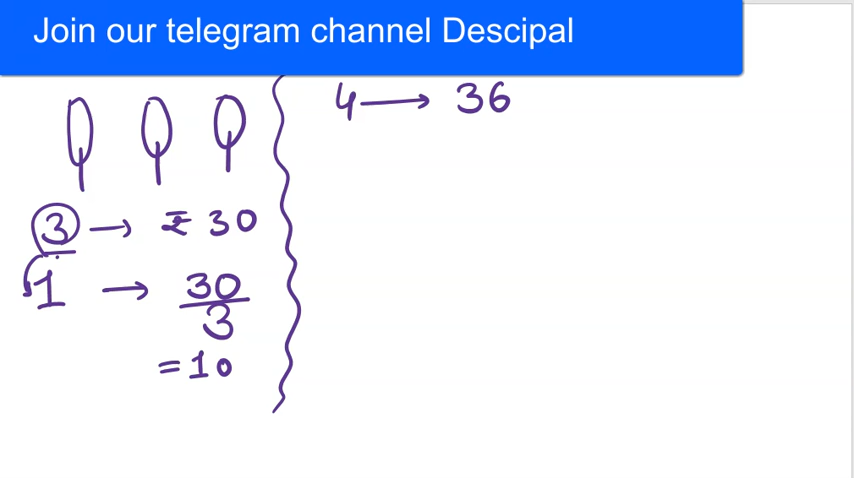 Join our telegram channel Descipal
3 → ₹ 30
1 → 30/3
= 10
4 → 36